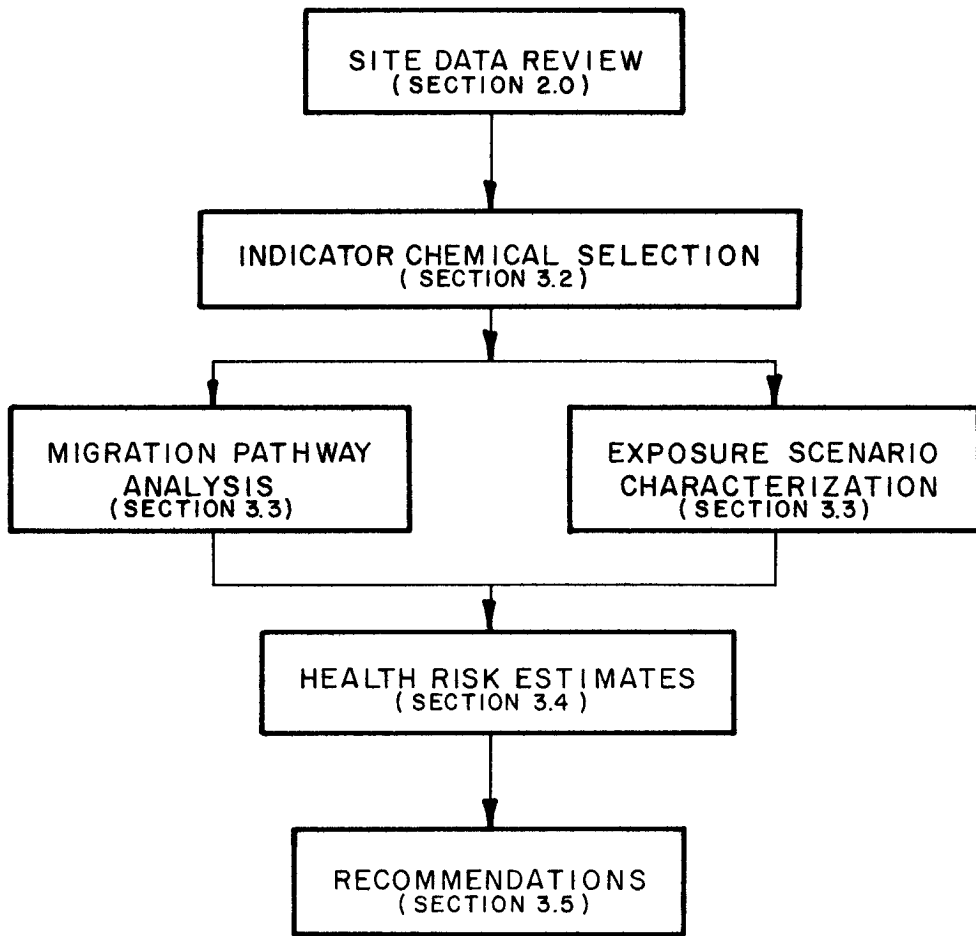 SITE DATA REVIEW
(SECTION 2.0)
INDICATOR CHEMICAL SELECTION
(SECTION 3.2)
MIGRATION PATHWAY
ANALYSIS
(SECTION 3.3)
EXPOSURE SCENARIO
CHARACTERIZATION
(SECTION 3.3)
HEALTH RISK ESTIMATES
(SECTION 3.4)
RECOMMENDATIONS
(SECTION 3.5)